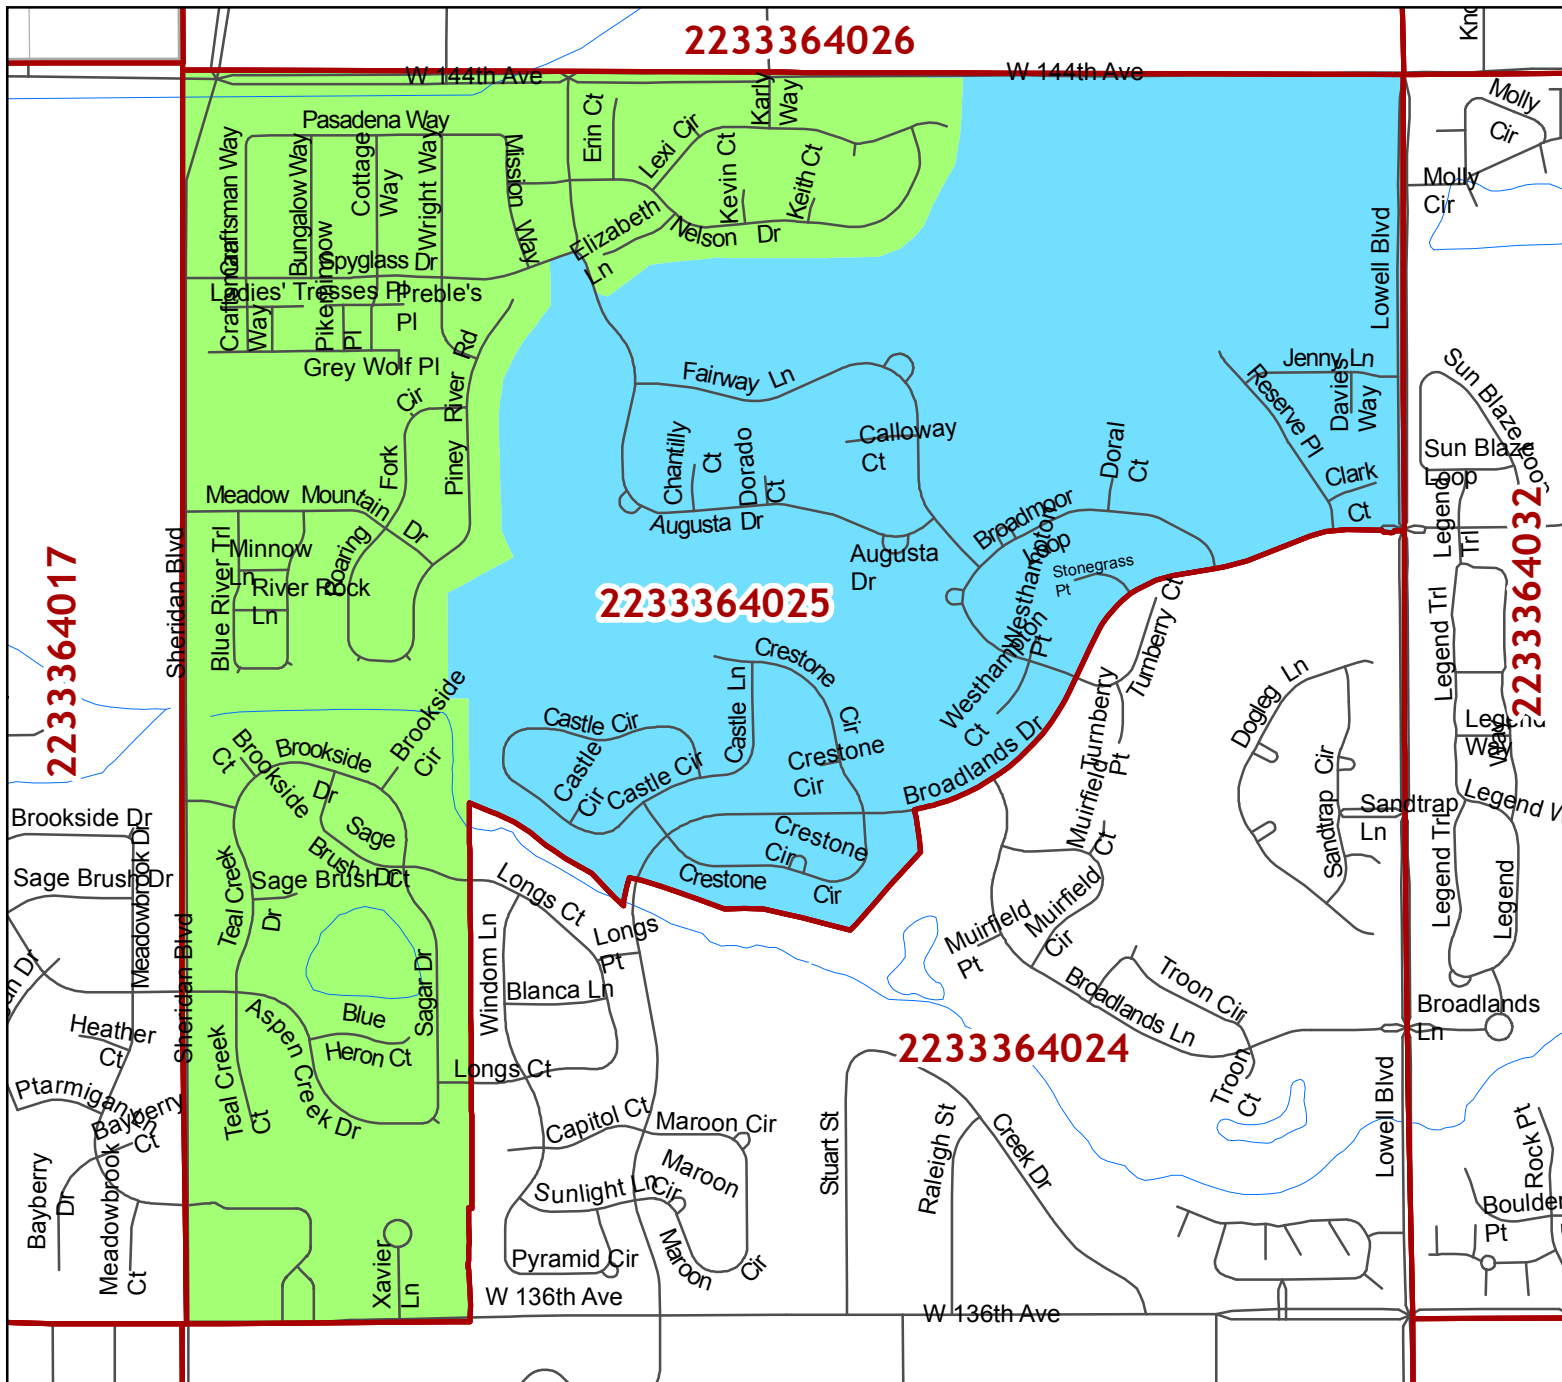 2233364026
W 144th Ave
W 144th Ave
Molly
Cir
Molly
Cir
Pasadena Way
Craftsman Way
Bungalow Way
Cottage
Way
Wright Way
Mission
Way
Erin Ct
Lexi Cir
Karly
Way
Kevin Ct
Keith Ct
Elizabeth
Ln
Nelson Dr
Spyglass Dr
Ladies' Tresses Pl
Preble's
Pl
Craftsman
Way
Pikeminnow
Pl
Grey Wolf Pl
Lowell Blvd
Jenny Ln
Davies
Way
Reserve Pl
Clark
Ct
Sun Blaze Loop
Sun Blaze
Loop
Fairway Ln
Calloway
Ct
Chantilly
Ct
Dorado
Ct
Augusta Dr
Augusta
Dr
Doral
Ct
Broadmoor
Loop
Stonegrass
Pt
Westhampton
Pt
Westhampton
Ct
Piney River Rd
Roaring Fork Cir
Meadow Mountain Dr
Minnow
Ln
River Rock
Ln
Blue River Trl
Sheridan Blvd
2233364017
2233364025
2233364032
Legend
Trl
Legend Trl
Legend
Way
Way
Legend W
Legend Trl
Legend
Turnberry Ct
Turnberry
Pt
Dogleg Ln
Sandtrap Cir
Sandtrap
Ln
Crestone
Cir
Crestone
Cir
Crestone
Cir
Crestone
Cir
Castle Ln
Castle Cir
Castle
Cir
Castle Cir
Broadlands Dr
Muirfield
Ct
Muirfield
Cir
Muirfield
Pt
Brookside
Cir
Brookside
Dr
Brookside
Ct
Sage
Brush Dr
Sage Brush Ct
Brookside Dr
Sage Brush Dr
Meadowbrook Dr
Teal Creek
Dr
Sheridan Blvd
Sagar Dr
Windom Ln
Longs Ct
Longs
Pt
Blanca Ln
Longs Ct
Blue
Heron Ct
Aspen Creek Dr
Teal Creek
Ct
Heather
Ct
Ptarmigan Ln
Bayberry
Ct
Bayberry
Dr
Meadowbrook
Ct
Xavier
Ln
Capitol Ct
Maroon Cir
Maroon
Cir
Sunlight Ln
Maroon
Cir
Pyramid Cir
W 136th Ave
W 136th Ave
2233364024
Broadlands Ln
Troon Cir
Troon
Ct
Broadlands
Ln
Stuart St
Raleigh St
Creek Dr
Lowell Blvd
Rock Pt
Boulder
Pt